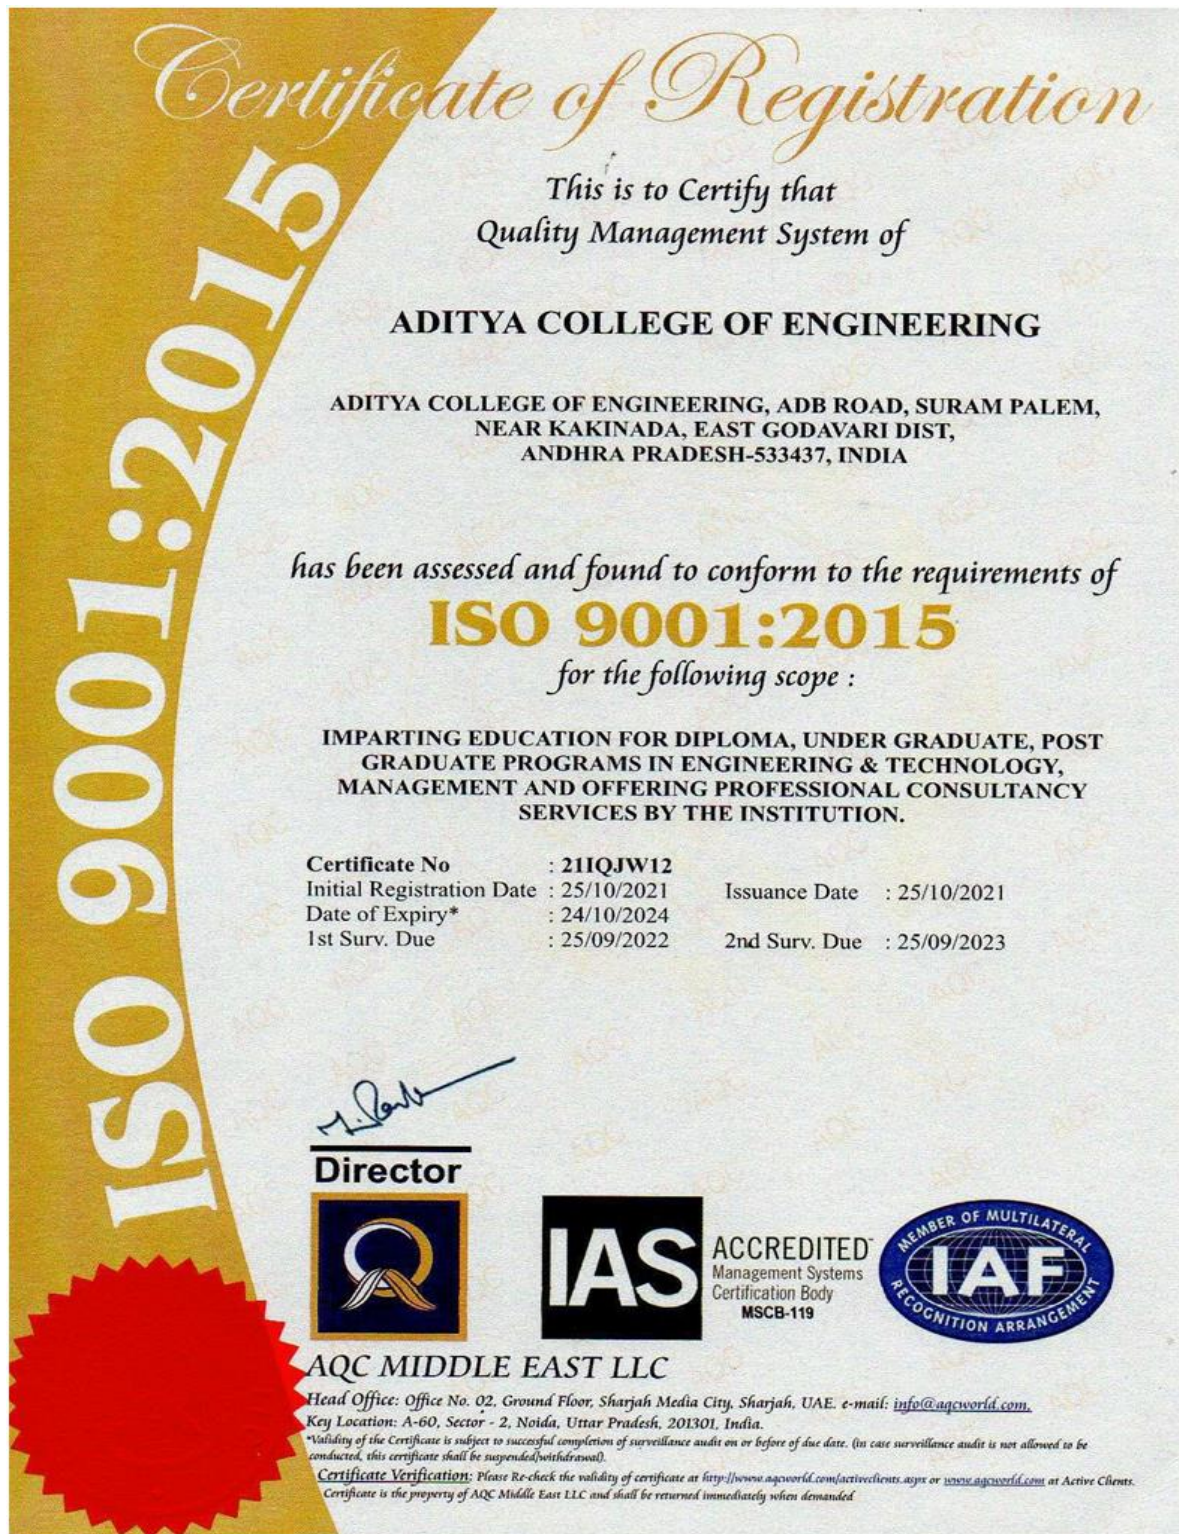 Certificate of Registration
ISO 9001:2015
This is to Certify that
Quality Management System of
ADITYA COLLEGE OF ENGINEERING
ADITYA COLLEGE OF ENGINEERING, ADB ROAD, SURAM PALEM,
NEAR KAKINADA, EAST GODAVARI DIST,
ANDHRA PRADESH-533437, INDIA
has been assessed and found to conform to the requirements of
ISO 9001:2015
for the following scope :
IMPARTING EDUCATION FOR DIPLOMA, UNDER GRADUATE, POST
GRADUATE PROGRAMS IN ENGINEERING & TECHNOLOGY,
MANAGEMENT AND OFFERING PROFESSIONAL CONSULTANCY
SERVICES BY THE INSTITUTION.
Certificate No : 21IQJW12
Initial Registration Date : 25/10/2021 Issuance Date : 25/10/2021
Date of Expiry* : 24/10/2024
1st Surv. Due : 25/09/2022 2nd Surv. Due : 25/09/2023
Director
IAS
ACCREDITED™
Management Systems
Certification Body
MSCB-119
MEMBER OF MULTILATERAL
IAF
RECOGNITION ARRANGEMENT
AQC MIDDLE EAST LLC
Head Office: Office No. 02, Ground Floor, Sharjah Media City, Sharjah, UAE. e-mail: info@aqcworld.com,
Key Location: A-60, Sector - 2, Noida, Uttar Pradesh, 201301, India.
*Validity of the Certificate is subject to successful completion of surveillance audit on or before of due date. (in case surveillance audit is not allowed to be
conducted, this certificate shall be suspended/withdrawal).
Certificate Verification: Please Re-check the validity of certificate at http://www.aqcworld.com/activeclients.aspx or www.aqcworld.com at Active Clients.
Certificate is the property of AQC Middle East LLC and shall be returned immediately when demanded